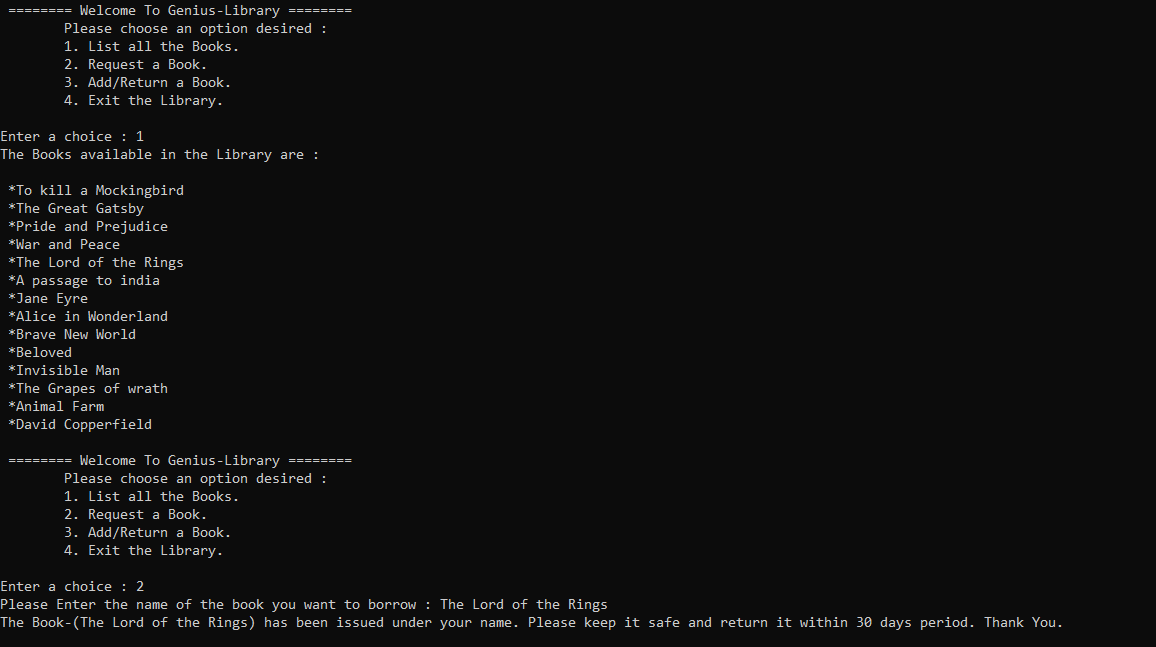 ======== Welcome To Genius-Library ========
Please choose an option desired :
1. List all the Books.
2. Request a Book.
3. Add/Return a Book.
4. Exit the Library.
Enter a choice : 1
The Books available in the Library are :
*To kill a Mockingbird
*The Great Gatsby
*Pride and Prejudice
*War and Peace
*The Lord of the Rings
*A passage to india
*Jane Eyre
*Alice in Wonderland
*Brave New World
*Beloved
*Invisible Man
*The Grapes of wrath
*Animal Farm
*David Copperfield
======== Welcome To Genius-Library ========
Please choose an option desired :
1. List all the Books.
2. Request a Book.
3. Add/Return a Book.
4. Exit the Library.
Enter a choice : 2
Please Enter the name of the book you want to borrow : The Lord of the Rings
The Book-(The Lord of the Rings) has been issued under your name. Please keep it safe and return it within 30 days period. Thank You.